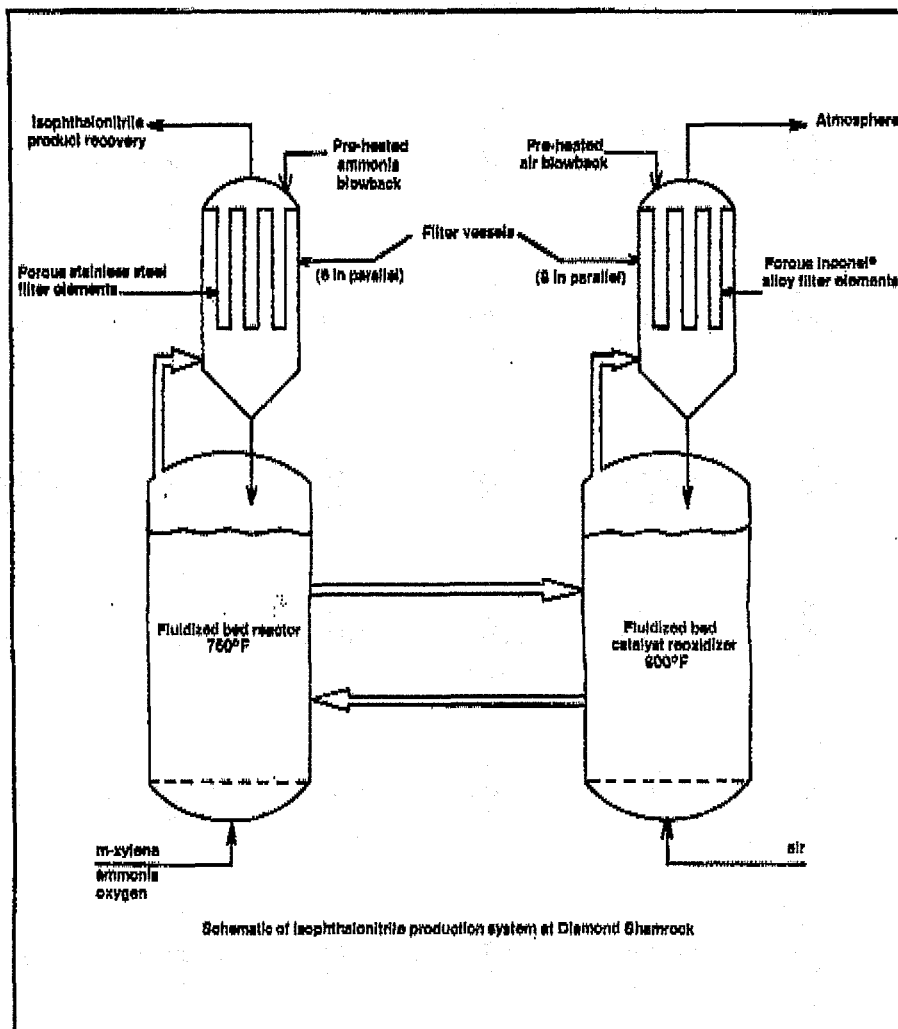 Isophthalonitrile
product recovery
Pre-heated
ammonia
blowback
Pre-heated
air blowback
Atmosphere
Filter vessels
(6 in parallel)
(6 in parallel)
Porous stainless steel
filter elements
Porous Inconel®
alloy filter elements
Fluidized bed reactor
750°F
Fluidized bed
catalyst reoxidizer
900°F
m-xylene
ammonia
oxygen
air
Schematic of isophthalonitrile production system at Diamond Shamrock